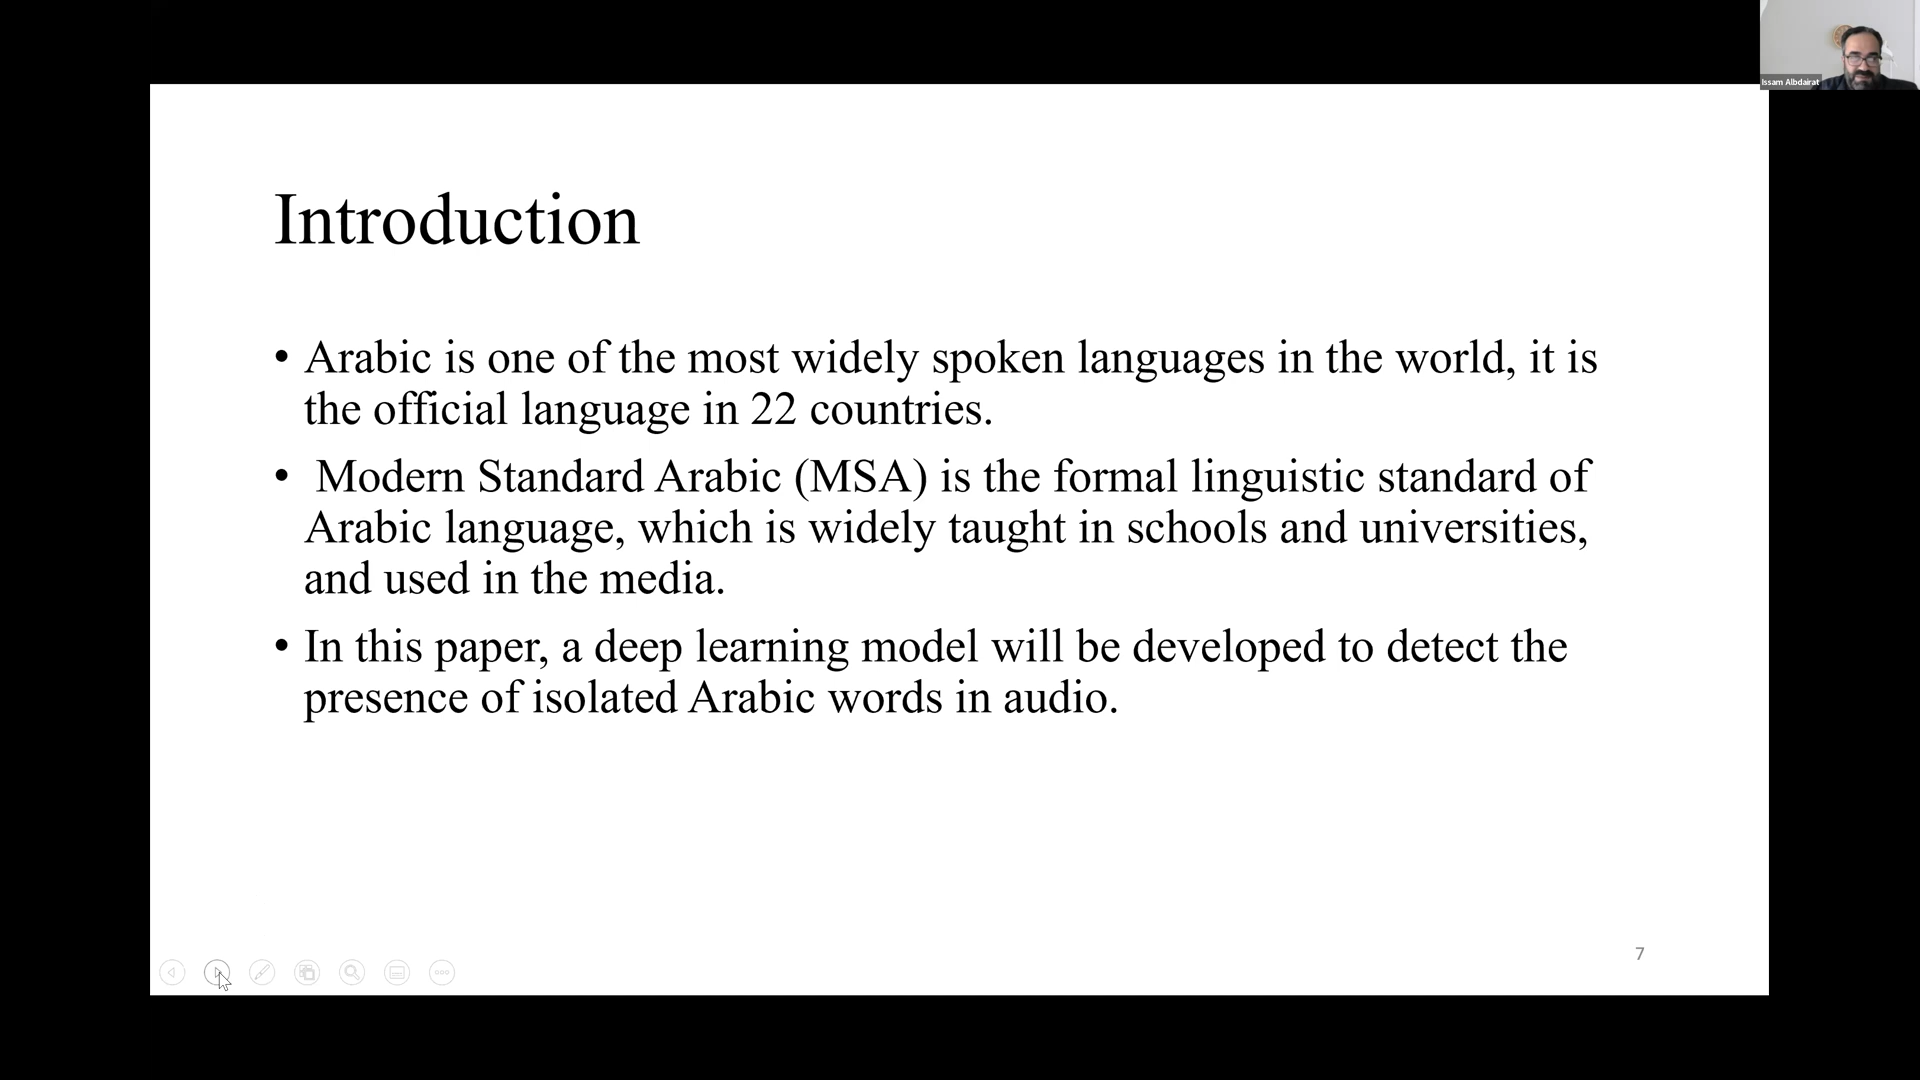 Issam Albdairat
Introduction
• Arabic is one of the most widely spoken languages in the world, it is
the official language in 22 countries.
• Modern Standard Arabic (MSA) is the formal linguistic standard of
Arabic language, which is widely taught in schools and universities,
and used in the media.
• In this paper, a deep learning model will be developed to detect the
presence of isolated Arabic words in audio.
7